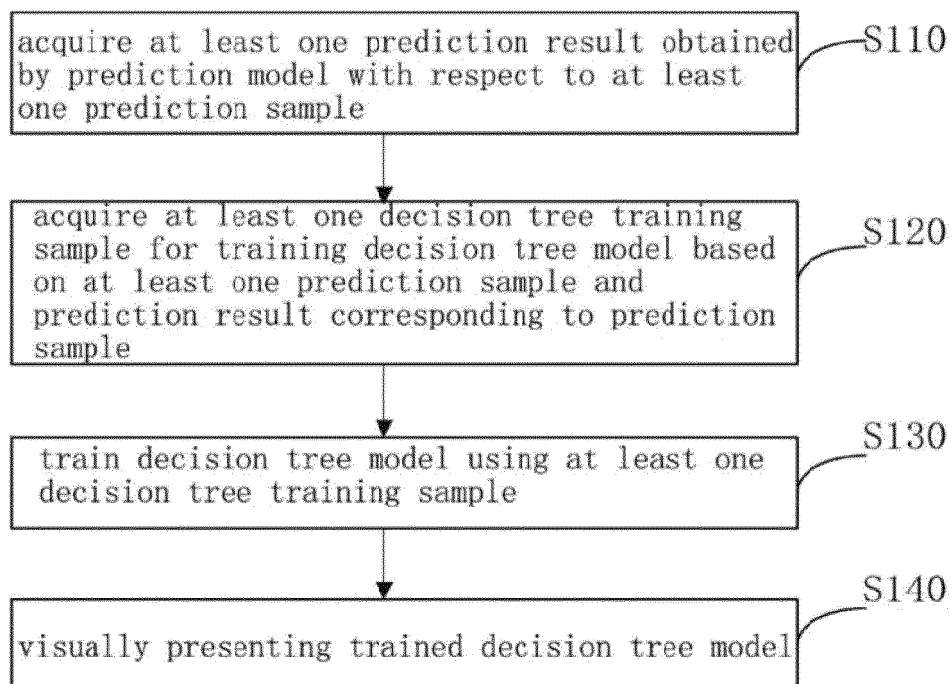 acquire at least one prediction result obtained
by prediction model with respect to at least
one prediction sample
S110
acquire at least one decision tree training
sample for training decision tree model based
on at least one prediction sample and
prediction result corresponding to prediction
sample
S120
train decision tree model using at least one
decision tree training sample
S130
visually presenting trained decision tree model
S140